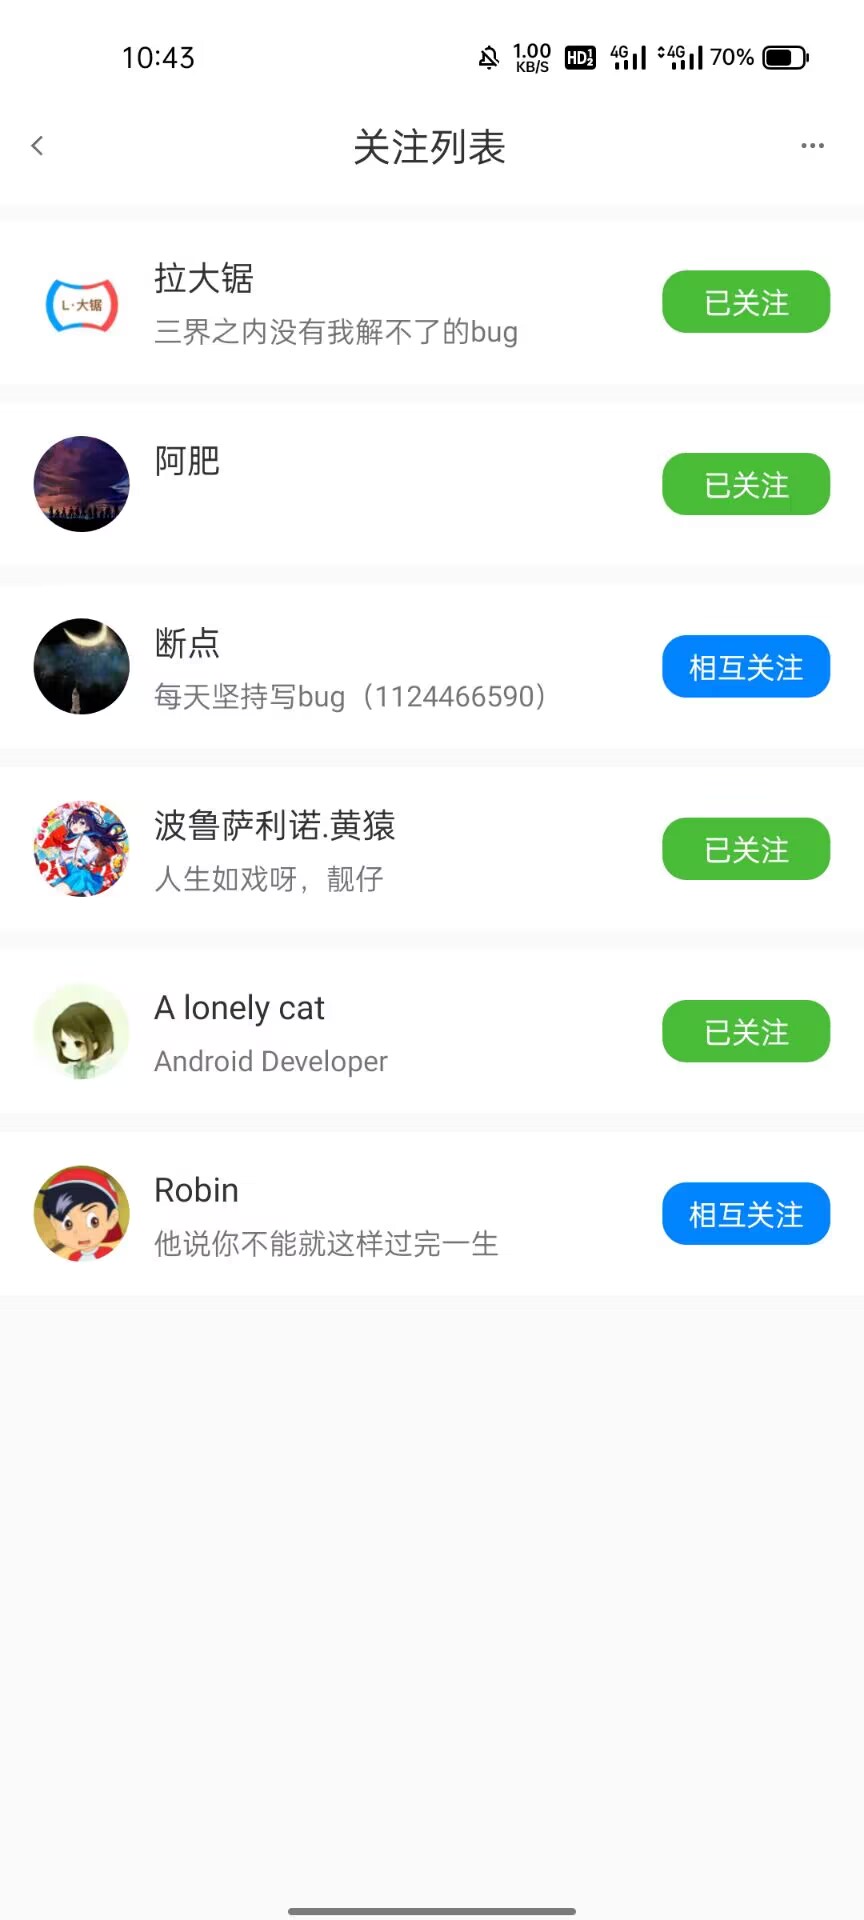 10:43
1.00 KB/S HD 1 2 4G 4G 70%
关注列表
L·大锯
拉大锯
三界之内没有我解不了的bug
已关注
阿肥
已关注
断点
每天坚持写bug（1124466590）
相互关注
波鲁萨利诺.黄猿
人生如戏呀，靓仔
已关注
A lonely cat
Android Developer
已关注
Robin
他说你不能就这样过完一生
相互关注